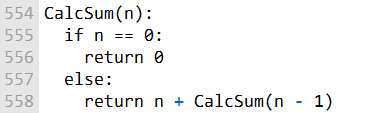 554 CalcSum(n):
555   if n == 0:
556     return 0
557   else:
558     return n + CalcSum(n - 1)